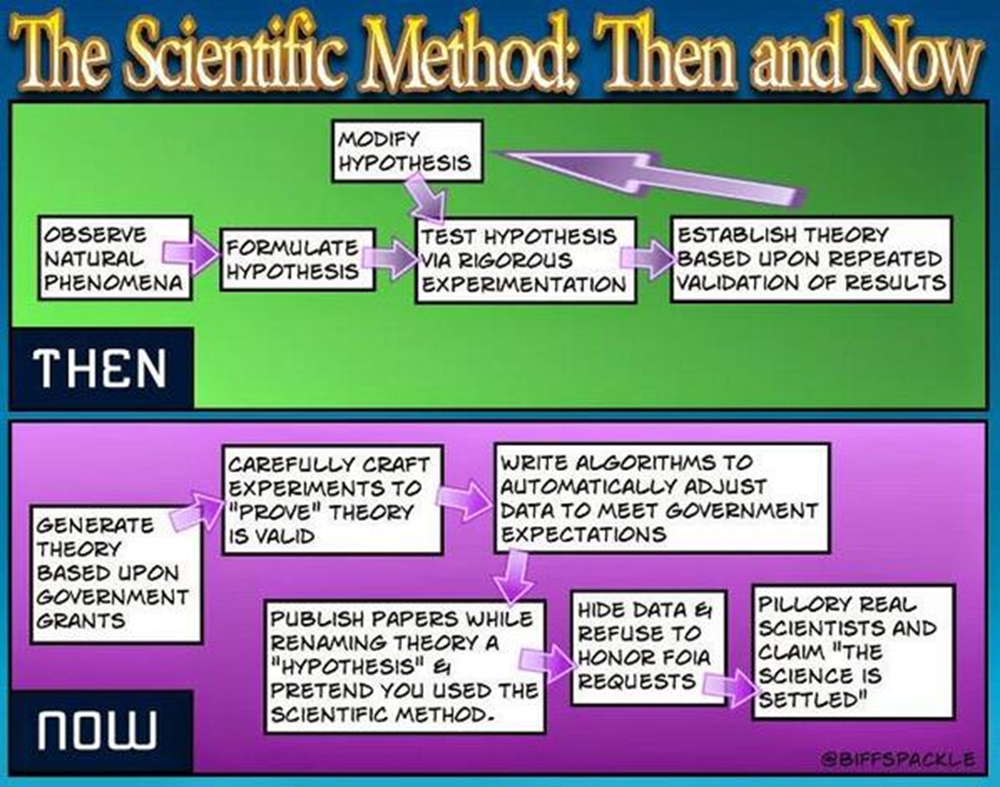 The Scientific Method: Then and Now
MODIFY
HYPOTHESIS
OBSERVE
NATURAL
PHENOMENA
FORMULATE
HYPOTHESIS
TEST HYPOTHESIS
VIA RIGOROUS
EXPERIMENTATION
ESTABLISH THEORY
BASED UPON REPEATED
VALIDATION OF RESULTS
THEN
GENERATE
THEORY
BASED UPON
GOVERNMENT
GRANTS
CAREFULLY CRAFT
EXPERIMENTS TO
"PROVE" THEORY
IS VALID
WRITE ALGORITHMS TO
AUTOMATICALLY ADJUST
DATA TO MEET GOVERNMENT
EXPECTATIONS
PUBLISH PAPERS WHILE
RENAMING THEORY A
"HYPOTHESIS" &
PRETEND YOU USED THE
SCIENTIFIC METHOD.
HIDE DATA &
REFUSE TO
HONOR FOIA
REQUESTS
PILLORY REAL
SCIENTISTS AND
CLAIM "THE
SCIENCE IS
SETTLED"
NOW
@BIFFSPACKLE